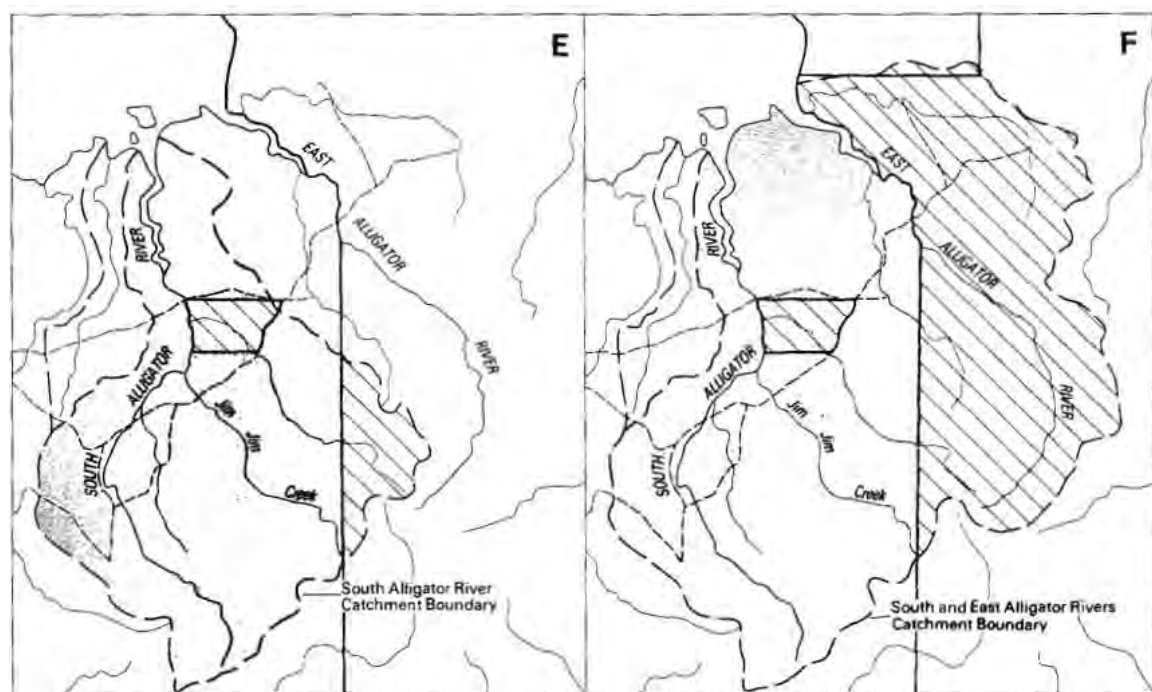 E
EAST
ALLIGATOR
RIVER
RIVER
ALLIGATOR
SOUTH
Jim
Jim
Creek
South Alligator River
Catchment Boundary
F
EAST
ALLIGATOR
RIVER
RIVER
ALLIGATOR
SOUTH
Jim
Jim
Creek
South and East Alligator Rivers
Catchment Boundary